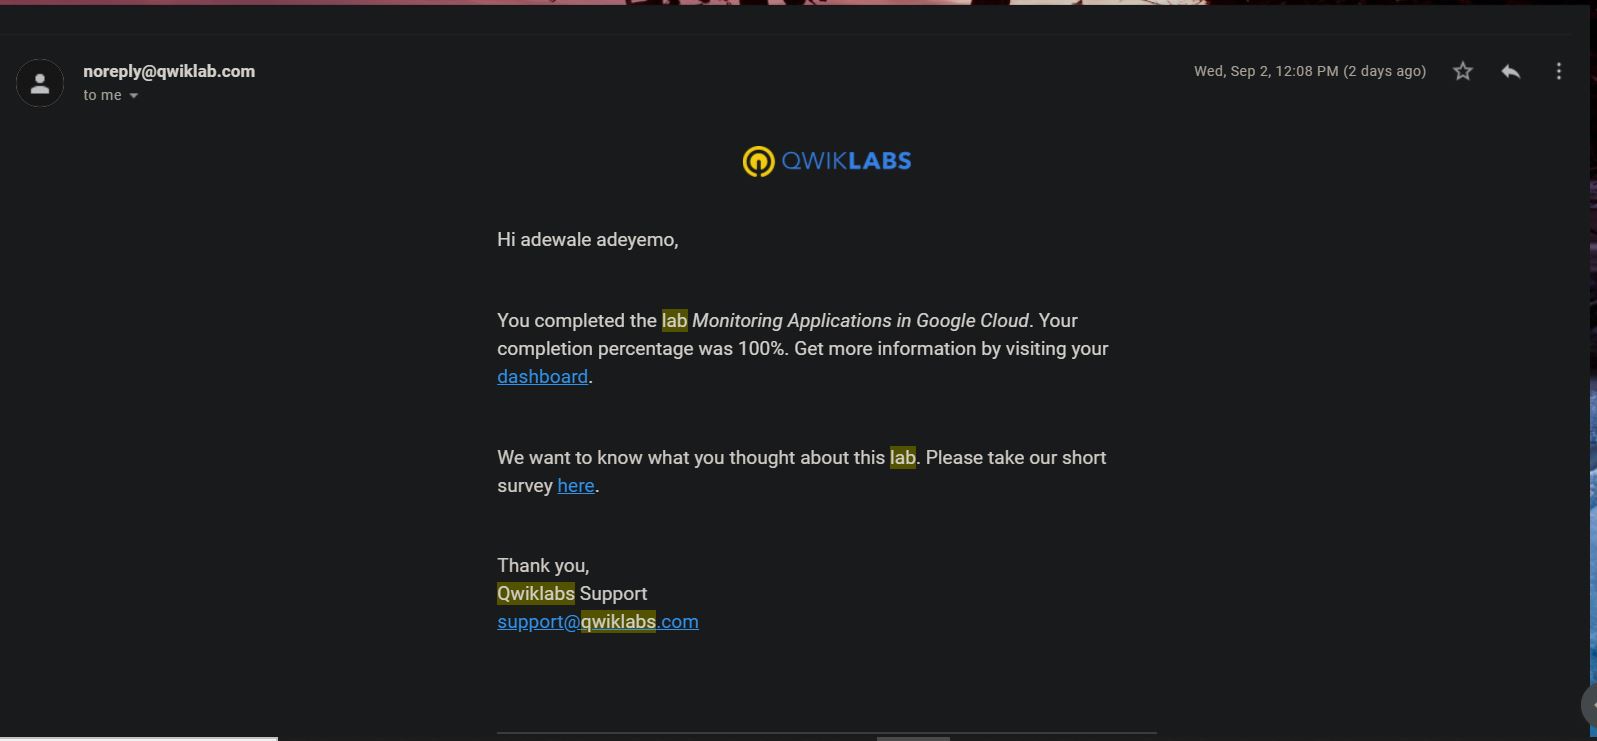 noreply@qwiklab.com
Wed, Sep 2, 12:08 PM (2 days ago)
to me
QWIKLABS
Hi adewale adeyemo,
You completed the lab Monitoring Applications in Google Cloud. Your
completion percentage was 100%. Get more information by visiting your
dashboard.
We want to know what you thought about this lab. Please take our short
survey here.
Thank you,
Qwiklabs Support
support@qwiklabs.com